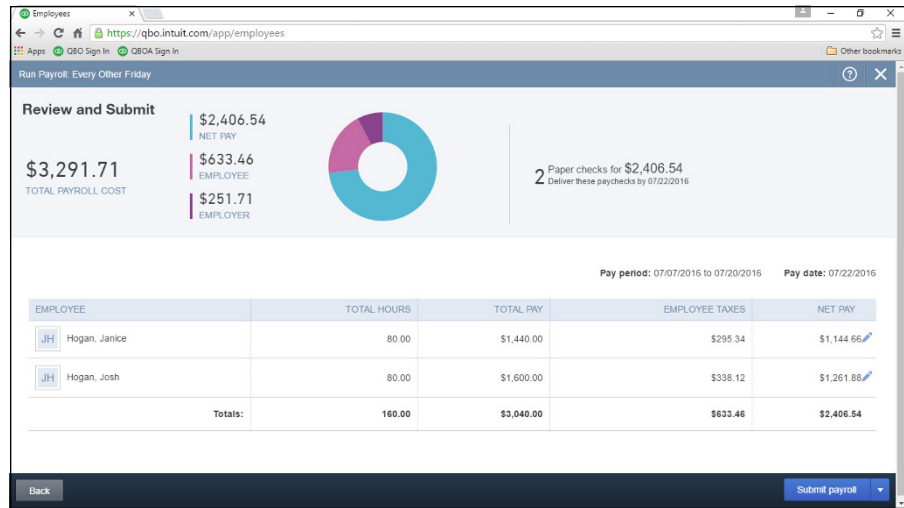 Employees
https://qbo.intuit.com/app/employees
Apps QBO Sign In QBOA Sign In Other bookmarks
Run Payroll: Every Other Friday
Review and Submit
$3,291.71
TOTAL PAYROLL COST
$2,406.54
NET PAY
$633.46
EMPLOYEE
$251.71
EMPLOYER
2 Paper checks for $2,406.54
Deliver these paychecks by 07/22/2016
Pay period: 07/07/2016 to 07/20/2016 Pay date: 07/22/2016
EMPLOYEE TOTAL HOURS TOTAL PAY EMPLOYEE TAXES NET PAY
JH Hogan, Janice 80.00 $1,440.00 $295.34 $1,144.66
JH Hogan, Josh 80.00 $1,600.00 $338.12 $1,261.88
Totals: 160.00 $3,040.00 $633.46 $2,406.54
Back Submit payroll